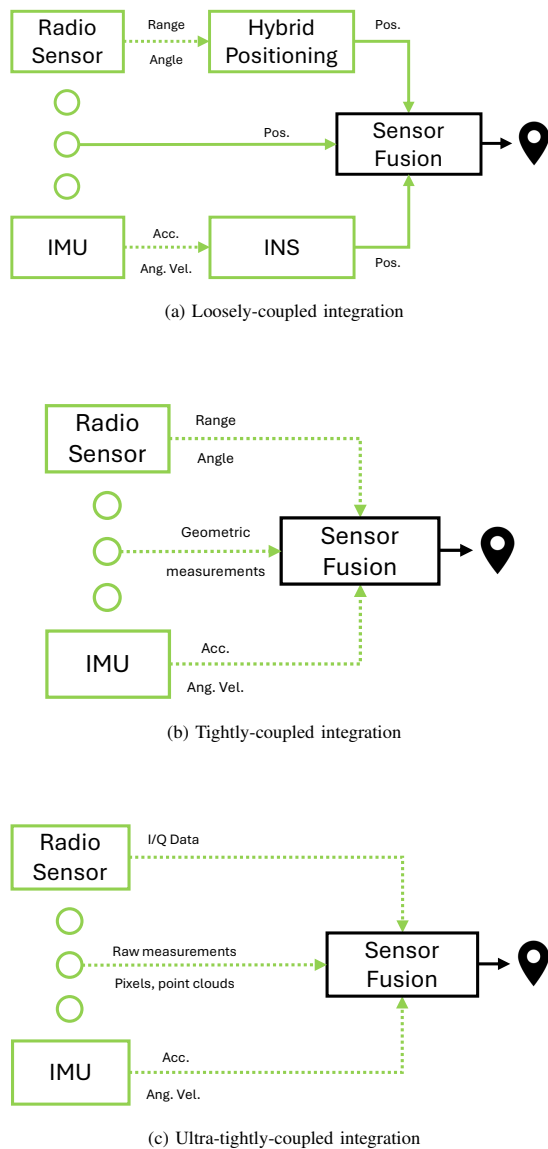 Radio
Sensor
Range
Angle
Hybrid
Positioning
Pos.
Pos.
Sensor
Fusion
IMU
Acc.
Ang. Vel.
INS
Pos.
(a) Loosely-coupled integration
Radio
Sensor
Range
Angle
Geometric
measurements
Sensor
Fusion
IMU
Acc.
Ang. Vel.
(b) Tightly-coupled integration
Radio
Sensor
I/Q Data
Raw measurements
Pixels, point clouds
Sensor
Fusion
IMU
Acc.
Ang. Vel.
(c) Ultra-tightly-coupled integration